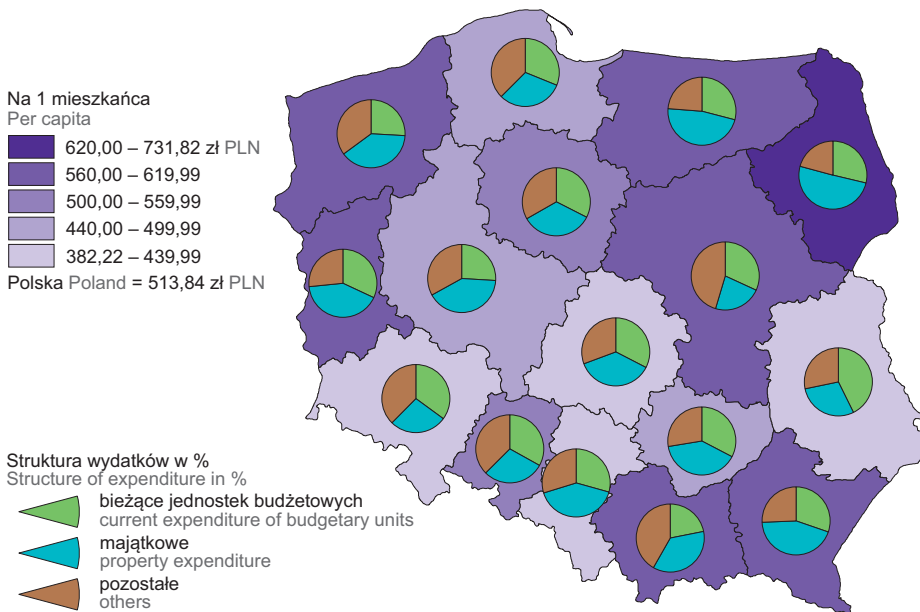 Na 1 mieszkańca
Per capita
620,00 – 731,82 zł PLN
560,00 – 619,99
500,00 – 559,99
440,00 – 499,99
382,22 – 439,99
Polska Poland = 513,84 zł PLN
Struktura wydatków w %
Structure of expenditure in %
bieżące jednostek budżetowych
current expenditure of budgetary units
majątkowe
property expenditure
pozostałe
others